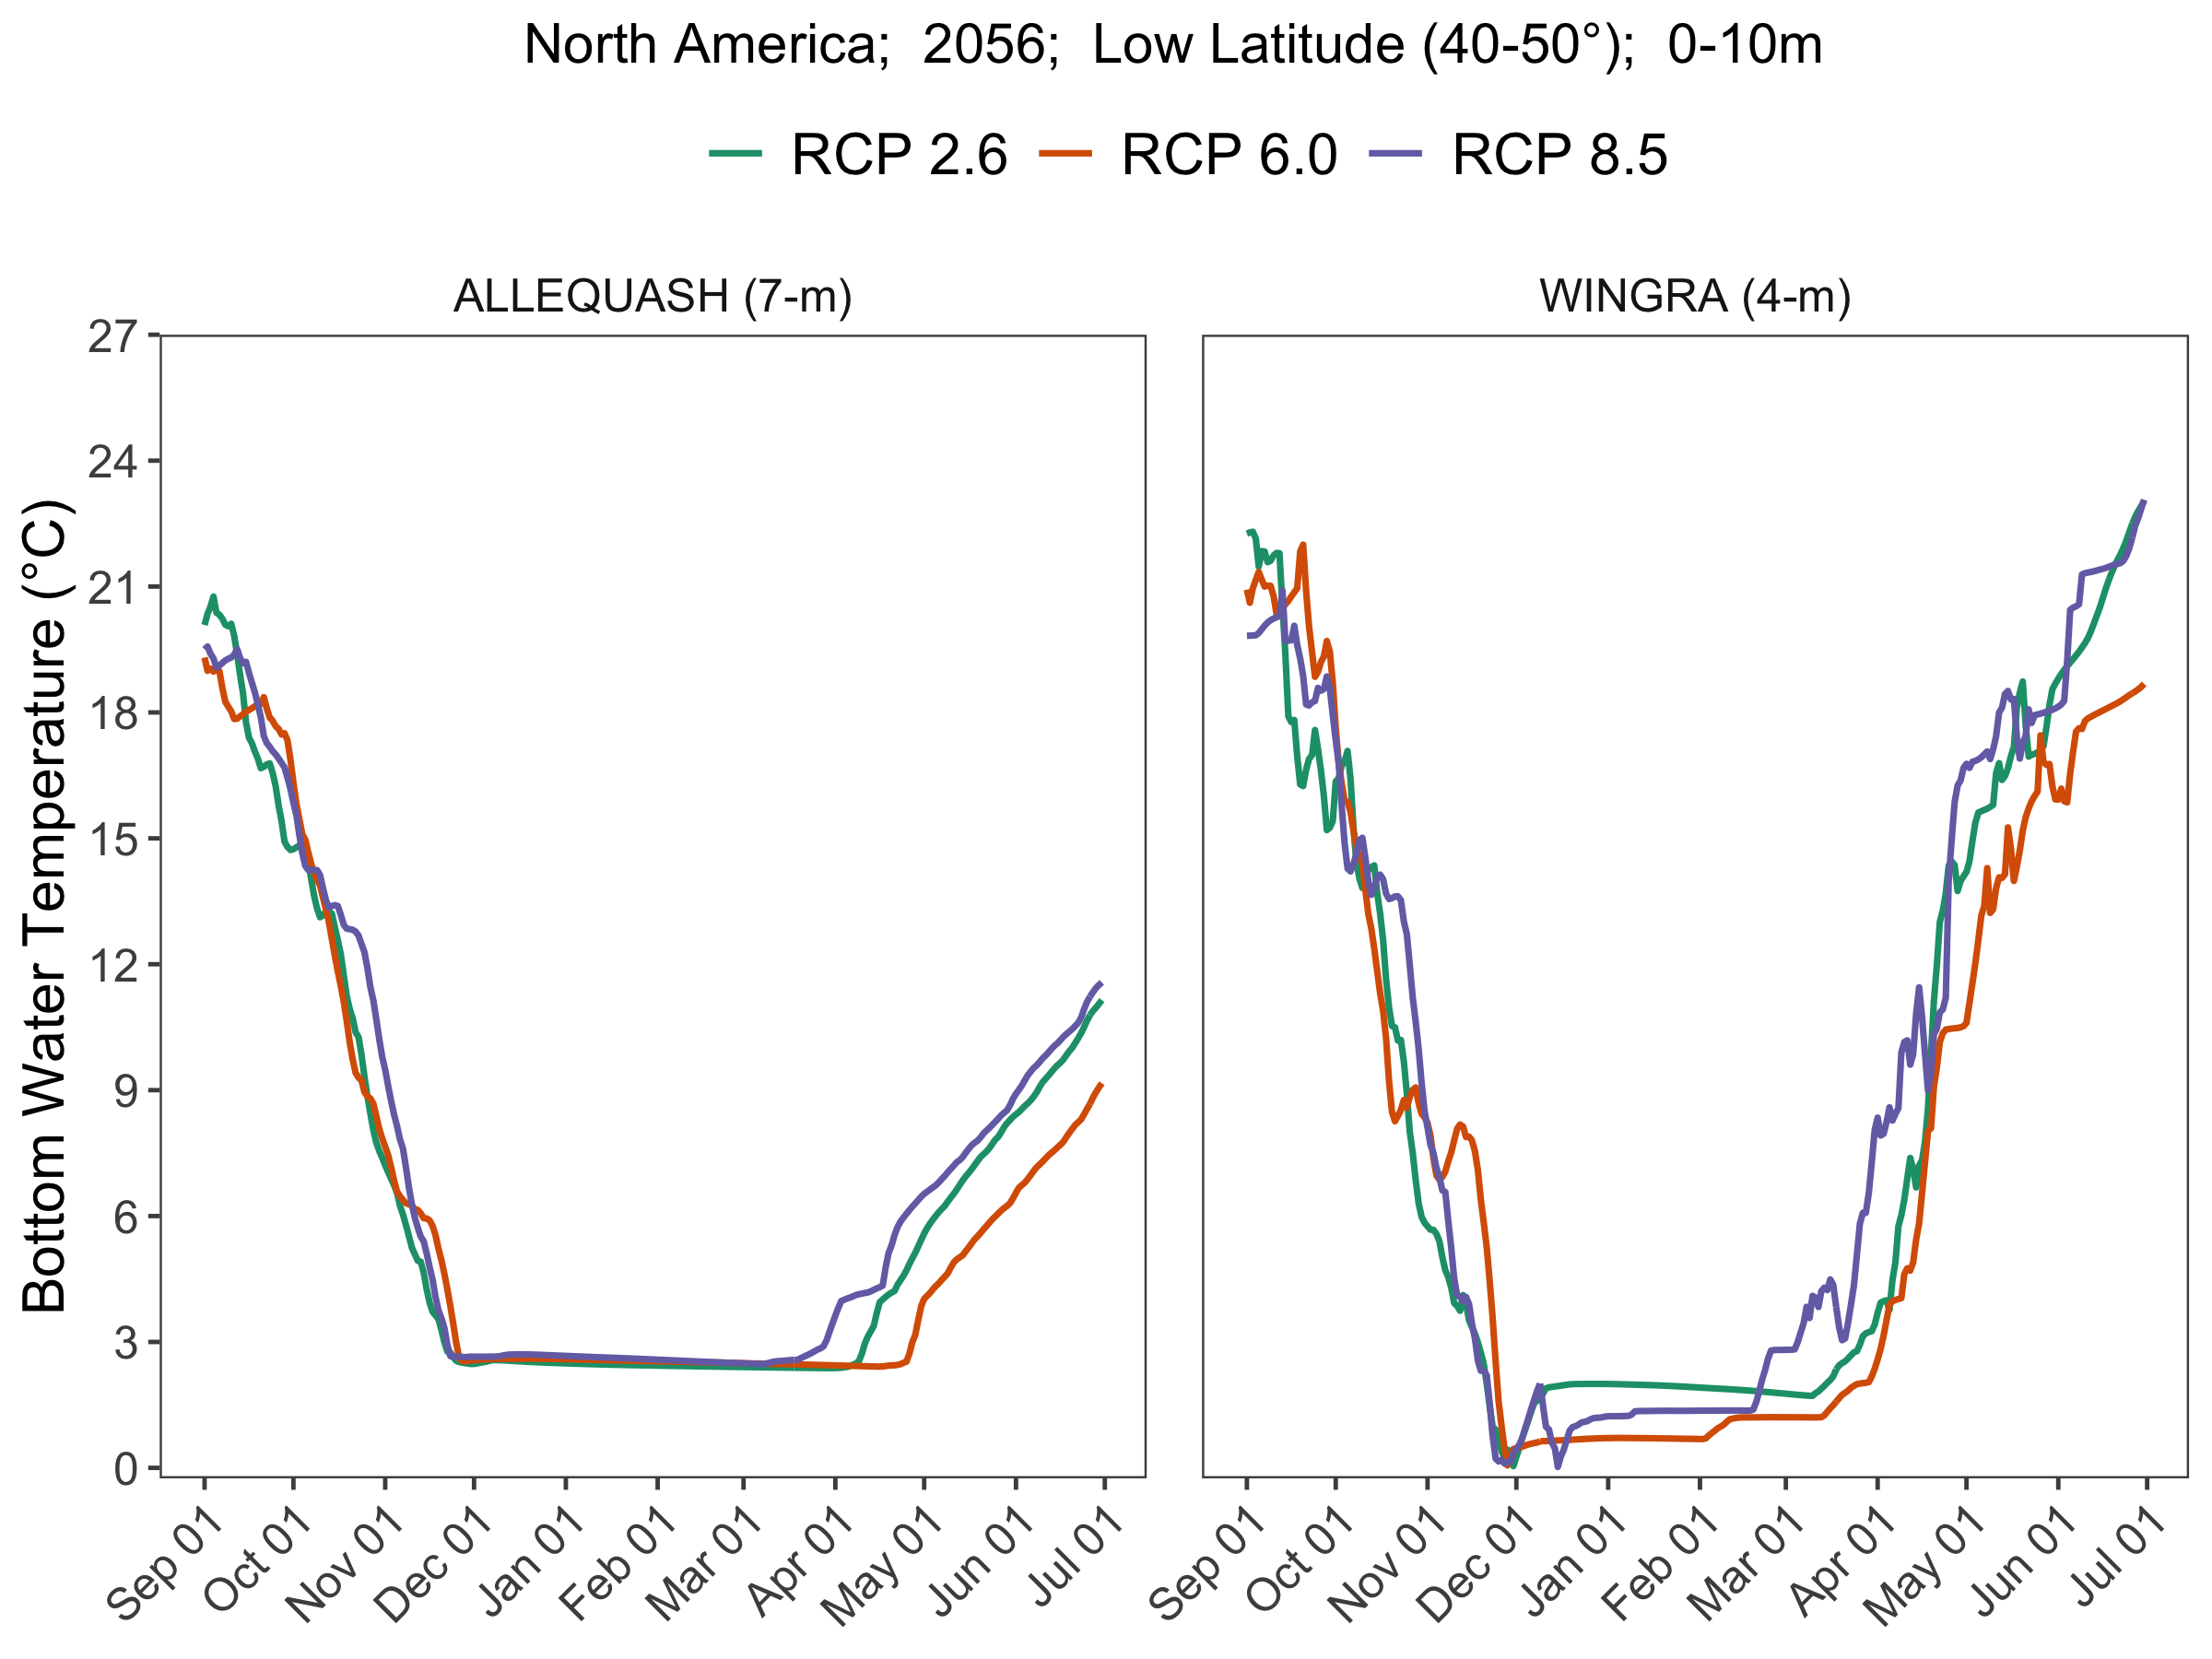 North America;  2056;  Low Latitude (40-50°);  0-10m
RCP 2.6 RCP 6.0 RCP 8.5
ALLEQUASH (7-m)
WINGRA (4-m)
Bottom Water Temperature (°C)
27
24
21
18
15
12
9
6
3
0
Sep 01 Oct 01 Nov 01 Dec 01 Jan 01 Feb 01 Mar 01 Apr 01 May 01 Jun 01 Jul 01
Sep 01 Oct 01 Nov 01 Dec 01 Jan 01 Feb 01 Mar 01 Apr 01 May 01 Jun 01 Jul 01